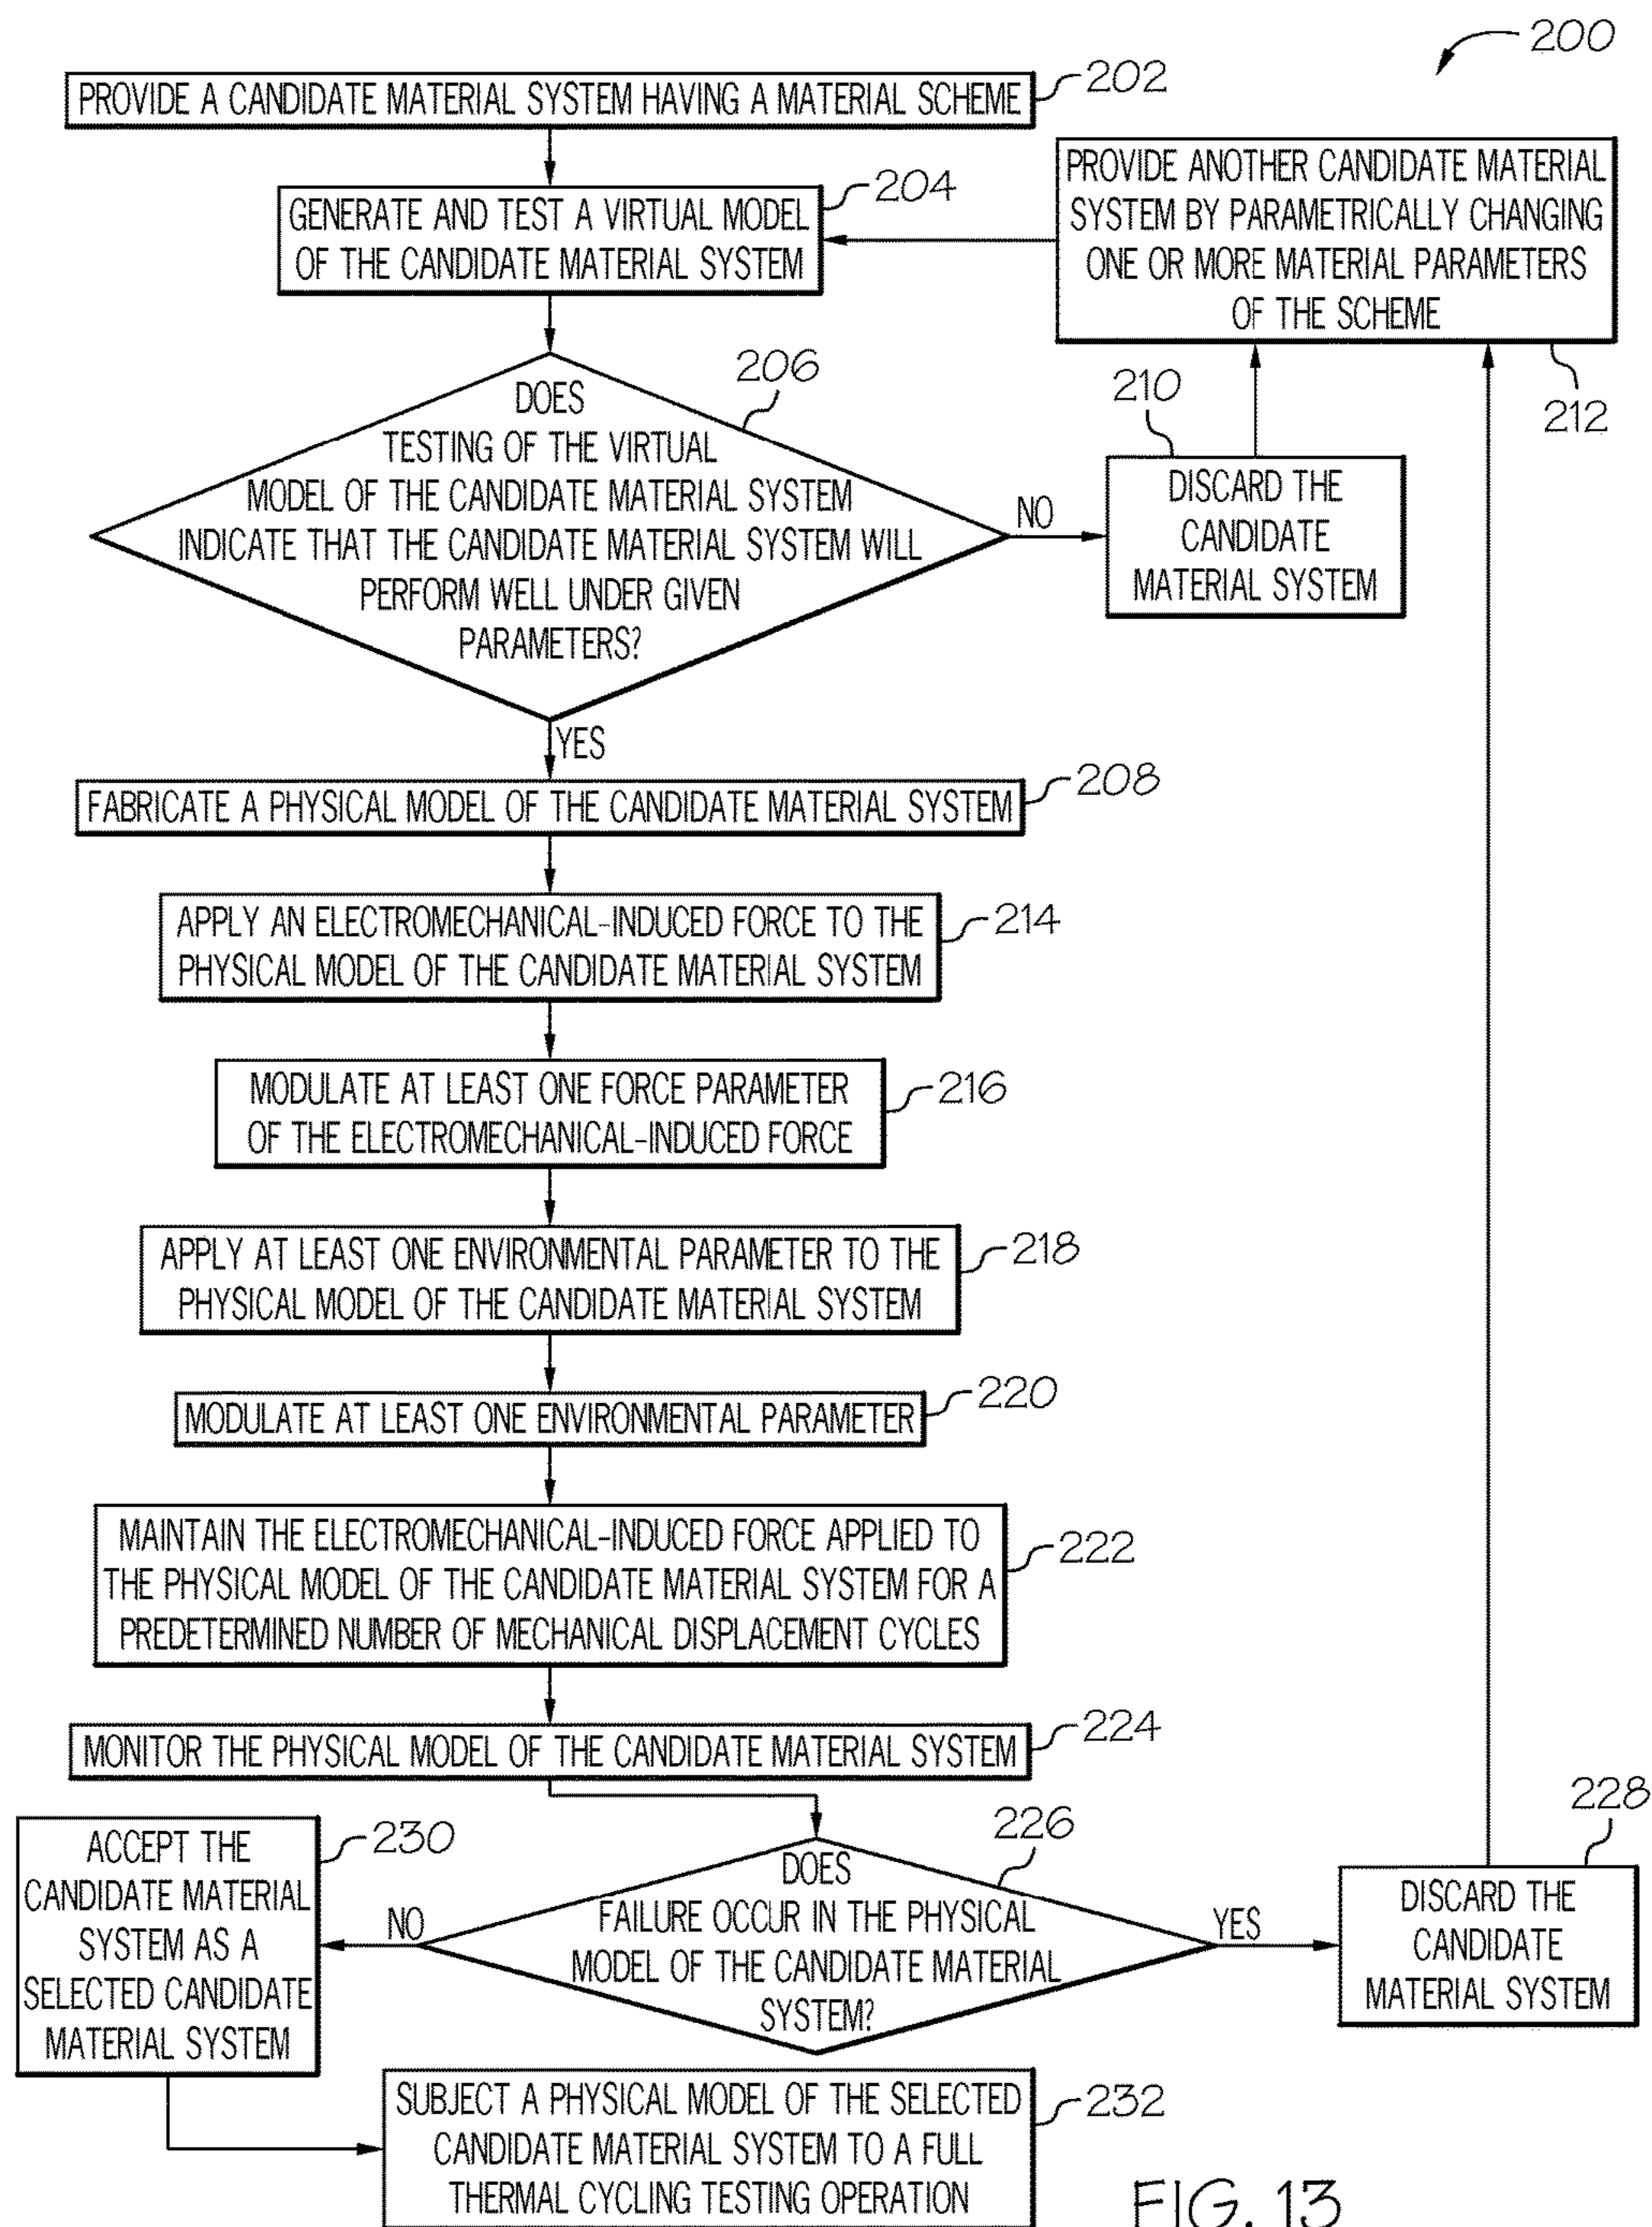 200
PROVIDE A CANDIDATE MATERIAL SYSTEM HAVING A MATERIAL SCHEME
202
GENERATE AND TEST A VIRTUAL MODEL
OF THE CANDIDATE MATERIAL SYSTEM
204
PROVIDE ANOTHER CANDIDATE MATERIAL
SYSTEM BY PARAMETRICALLY CHANGING
ONE OR MORE MATERIAL PARAMETERS
OF THE SCHEME
212
DOES
TESTING OF THE VIRTUAL
MODEL OF THE CANDIDATE MATERIAL SYSTEM
INDICATE THAT THE CANDIDATE MATERIAL SYSTEM WILL
PERFORM WELL UNDER GIVEN
PARAMETERS?
206
NO
210
DISCARD THE
CANDIDATE
MATERIAL SYSTEM
YES
FABRICATE A PHYSICAL MODEL OF THE CANDIDATE MATERIAL SYSTEM
208
APPLY AN ELECTROMECHANICAL-INDUCED FORCE TO THE
PHYSICAL MODEL OF THE CANDIDATE MATERIAL SYSTEM
214
MODULATE AT LEAST ONE FORCE PARAMETER
OF THE ELECTROMECHANICAL-INDUCED FORCE
216
APPLY AT LEAST ONE ENVIRONMENTAL PARAMETER TO THE
PHYSICAL MODEL OF THE CANDIDATE MATERIAL SYSTEM
218
MODULATE AT LEAST ONE ENVIRONMENTAL PARAMETER
220
MAINTAIN THE ELECTROMECHANICAL-INDUCED FORCE APPLIED TO
THE PHYSICAL MODEL OF THE CANDIDATE MATERIAL SYSTEM FOR A
PREDETERMINED NUMBER OF MECHANICAL DISPLACEMENT CYCLES
222
MONITOR THE PHYSICAL MODEL OF THE CANDIDATE MATERIAL SYSTEM
224
DOES
FAILURE OCCUR IN THE PHYSICAL
MODEL OF THE CANDIDATE MATERIAL
SYSTEM?
226
YES
228
DISCARD THE
CANDIDATE
MATERIAL SYSTEM
NO
ACCEPT THE
CANDIDATE MATERIAL
SYSTEM AS A
SELECTED CANDIDATE
MATERIAL SYSTEM
230
SUBJECT A PHYSICAL MODEL OF THE SELECTED
CANDIDATE MATERIAL SYSTEM TO A FULL
THERMAL CYCLING TESTING OPERATION
232
FIG. 13